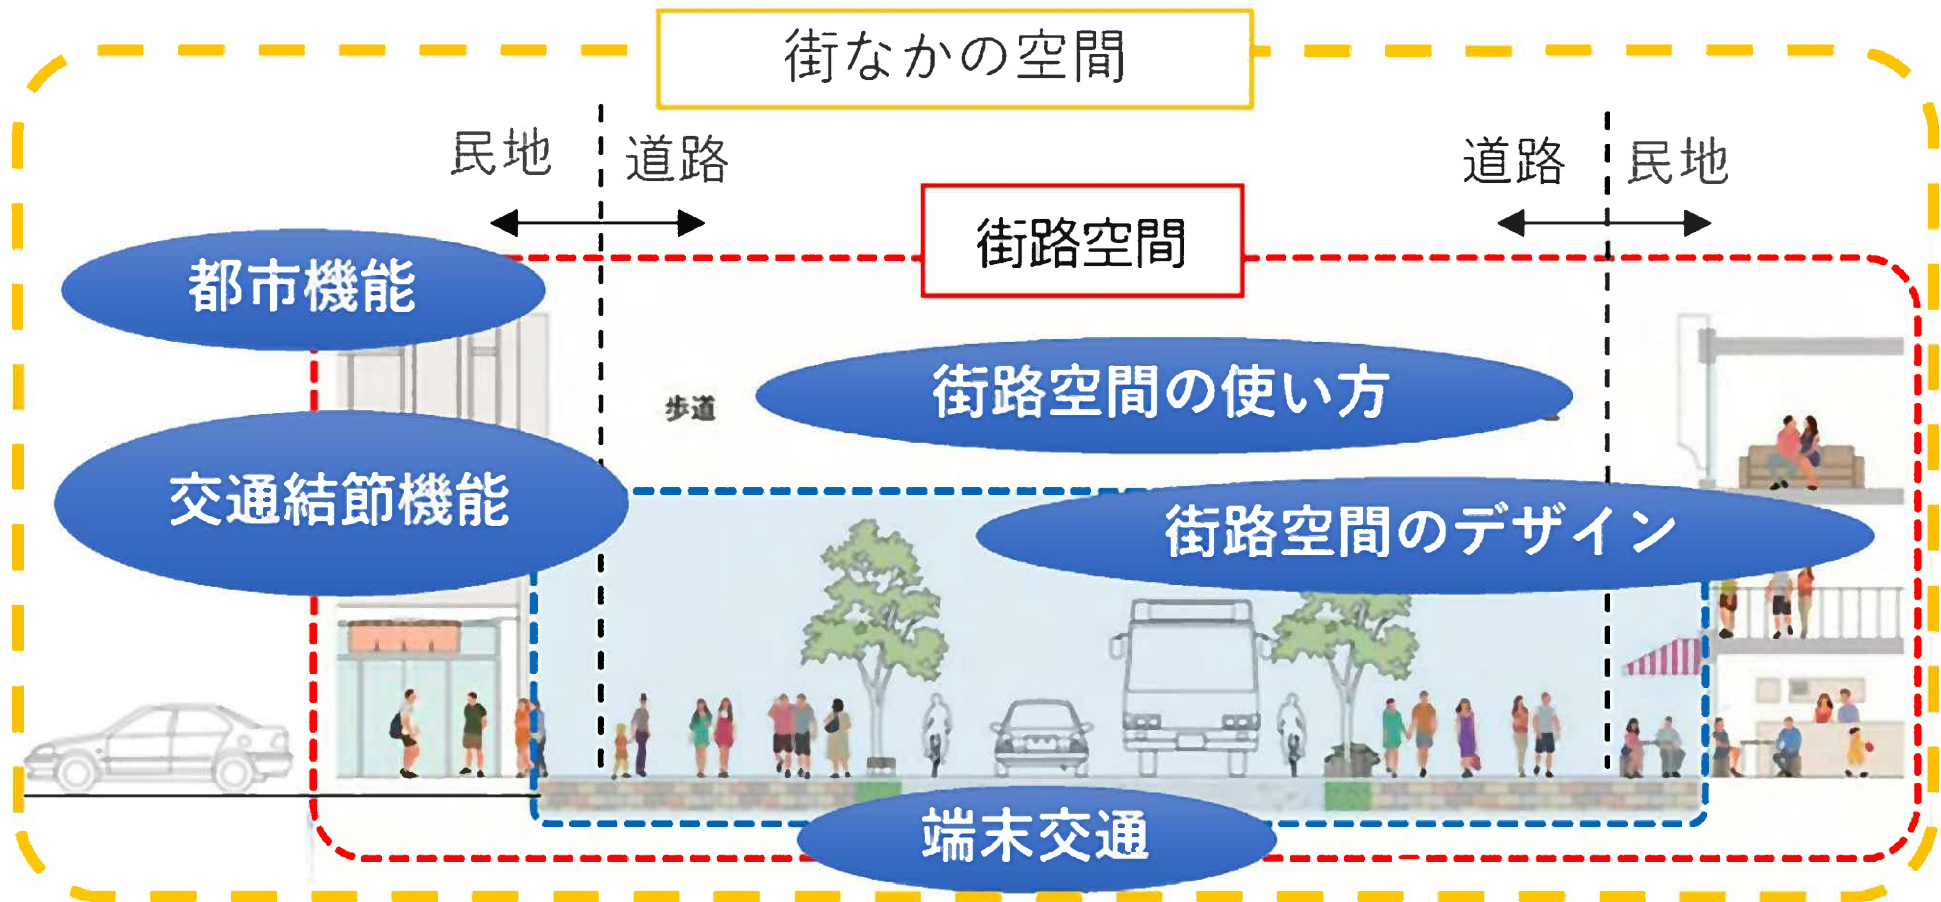 街なかの空間
民地
道路
道路
民地
街路空間
都市機能
街路空間の使い方
歩道
交通結節機能
街路空間のデザイン
端末交通